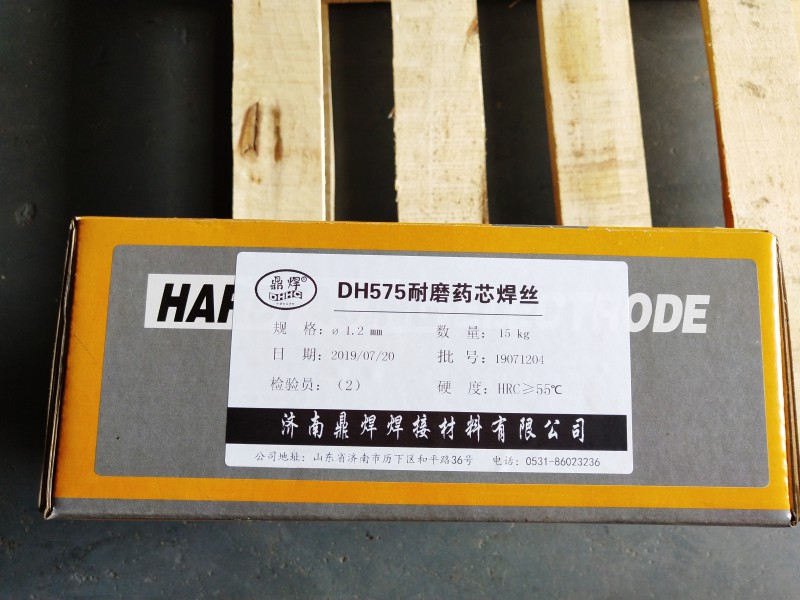 鼎焊®
DHHC
DH575耐磨药芯焊丝
HAR
TRODE
规 格：ø 1.2 mm
数 量：15 kg
日 期：2019/07/20
批 号：19071204
检验员：（2）
硬 度：HRC≥55℃
济南鼎焊焊接材料有限公司
公司地址：山东省济南市历下区和平路36号 电话：0531-86023236